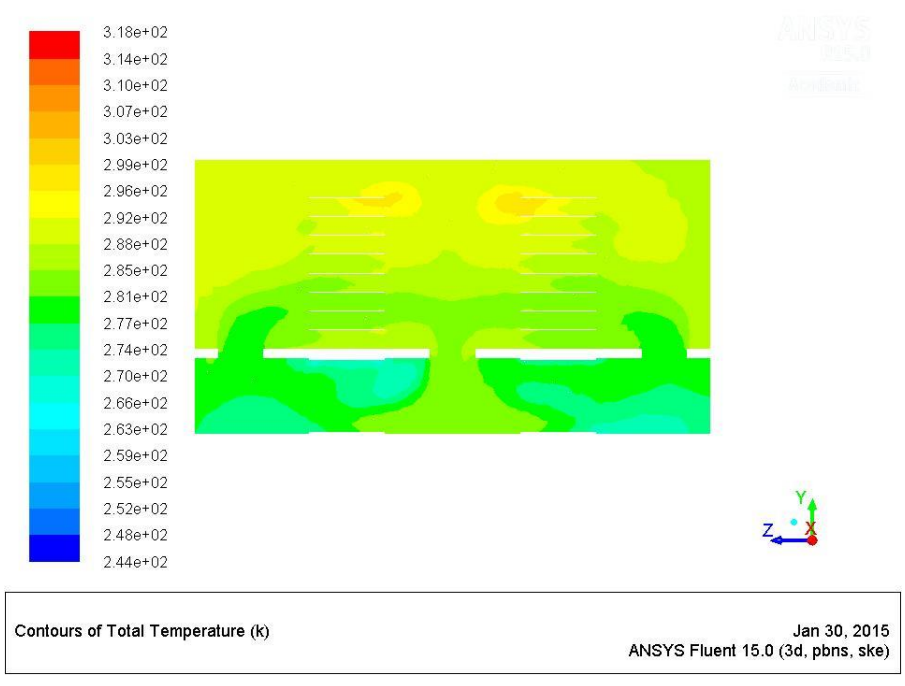 3.18e+02
3.14e+02
3.10e+02
3.07e+02
3.03e+02
2.99e+02
2.96e+02
2.92e+02
2.88e+02
2.85e+02
2.81e+02
2.77e+02
2.74e+02
2.70e+02
2.66e+02
2.63e+02
2.59e+02
2.55e+02
2.52e+02
2.48e+02
2.44e+02
ANSYS
R15.0
Y
Z
X
Contours of Total Temperature (k)
Jan 30, 2015
ANSYS Fluent 15.0 (3d, pbns, ske)